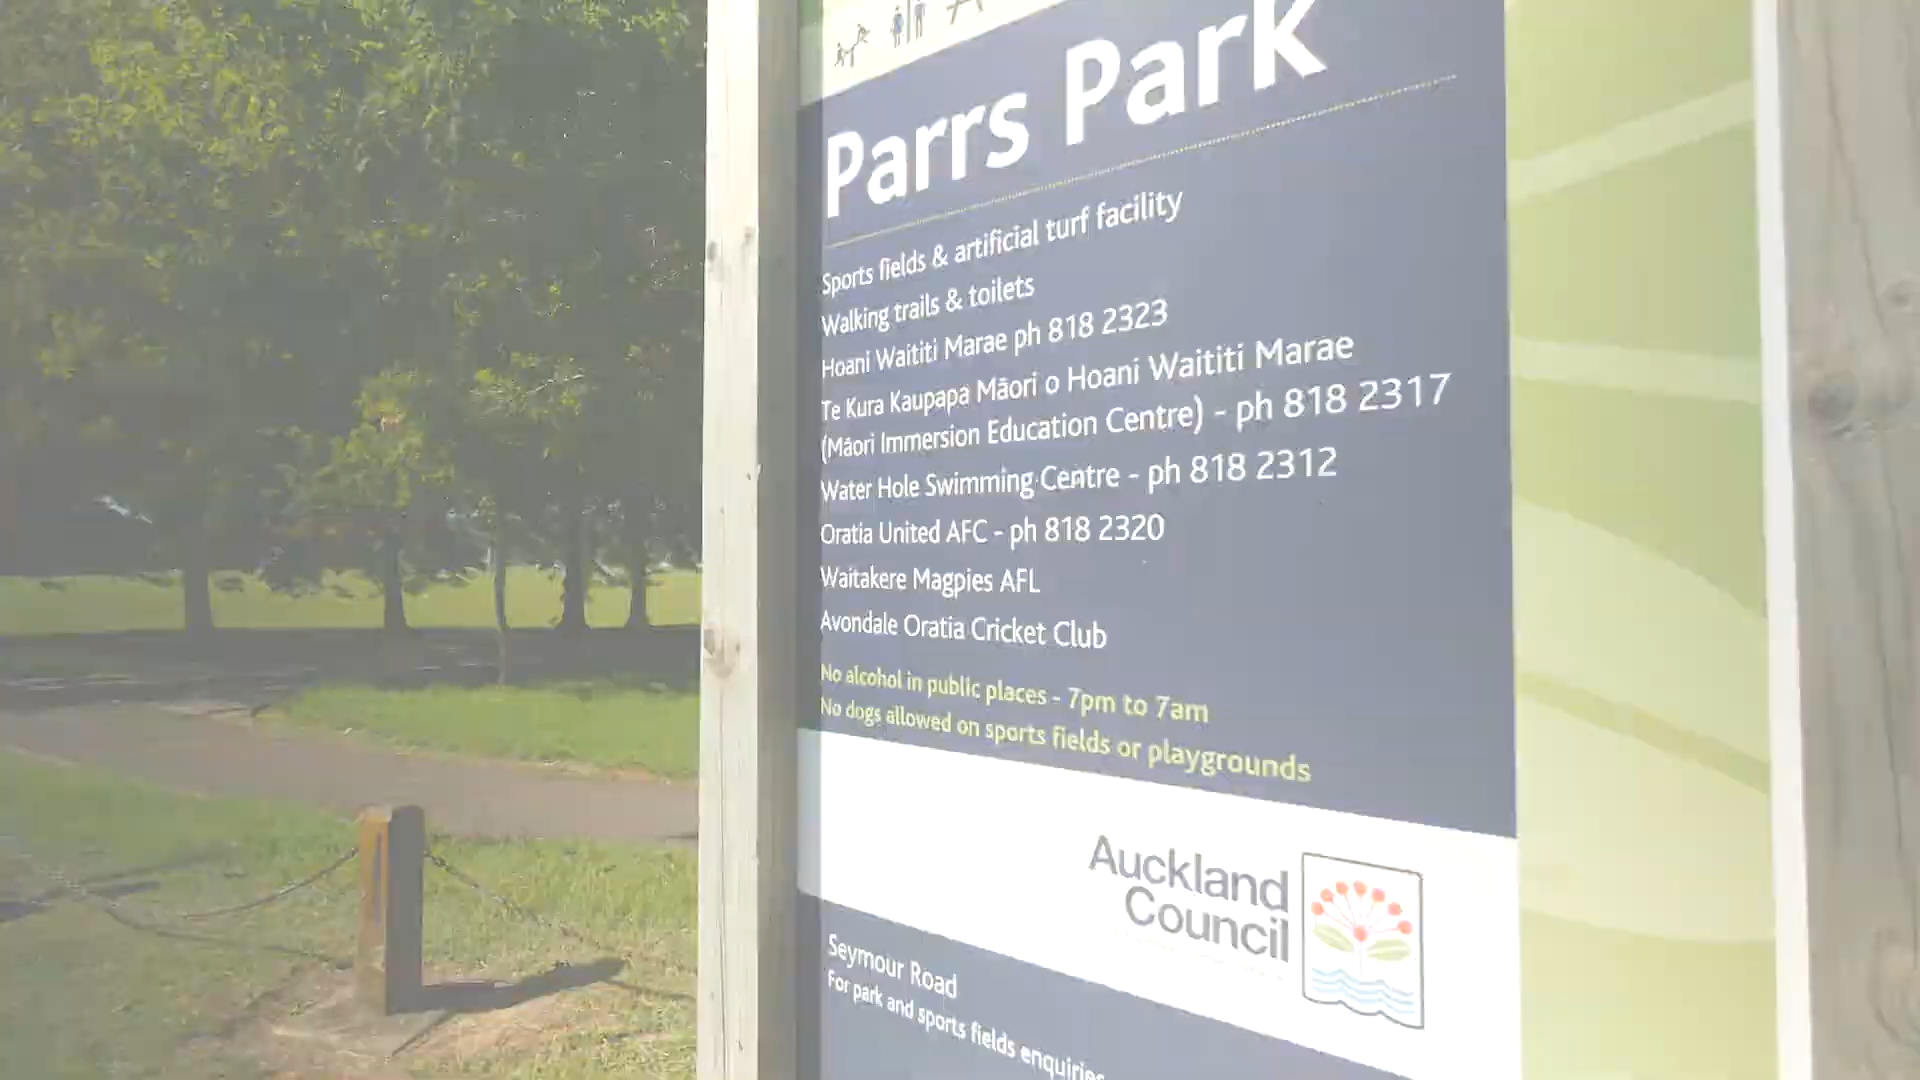 Parrs Park
Sports fields & artificial turf facility
Walking trails & toilets
Hoani Waititi Marae ph 818 2323
Te Kura Kaupapa Māori o Hoani Waititi Marae
(Māori Immersion Education Centre) - ph 818 2317
Water Hole Swimming Centre - ph 818 2312
Oratia United AFC - ph 818 2320
Waitakere Magpies AFL
Avondale Oratia Cricket Club
No alcohol in public places - 7pm to 7am
No dogs allowed on sports fields or playgrounds
Auckland
Council
Seymour Road
For park and sports fields enquiries